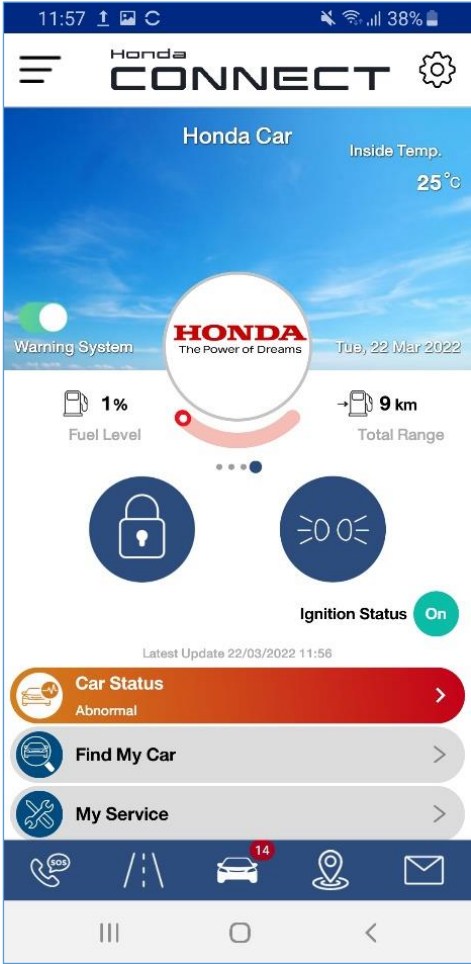 11:57 38%
Honda
CONNECT
Honda Car
Inside Temp.
25°C
HONDA
The Power of Dreams
Warning System
Tue, 22 Mar 2022
1%
Fuel Level
9 km
Total Range
Ignition Status On
Latest Update 22/03/2022 11:56
Car Status
Abnormal
Find My Car
My Service
SOS
14